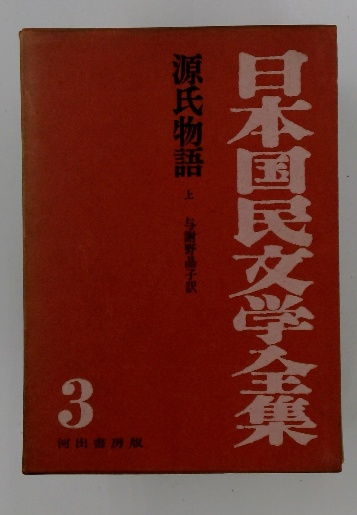 日本国民文学全集
源氏物語 上 与謝野晶子訳
3
河出書房版